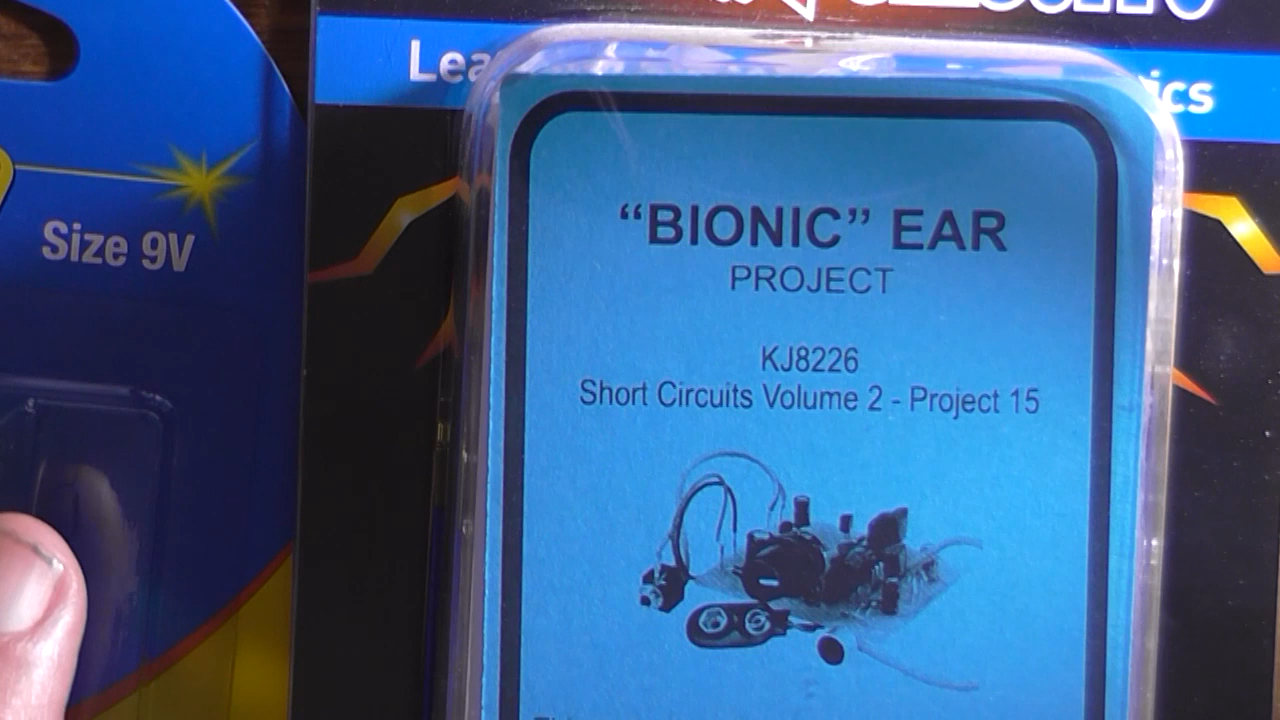 Size 9V
"BIONIC" EAR
PROJECT
KJ8226
Short Circuits Volume 2 - Project 15